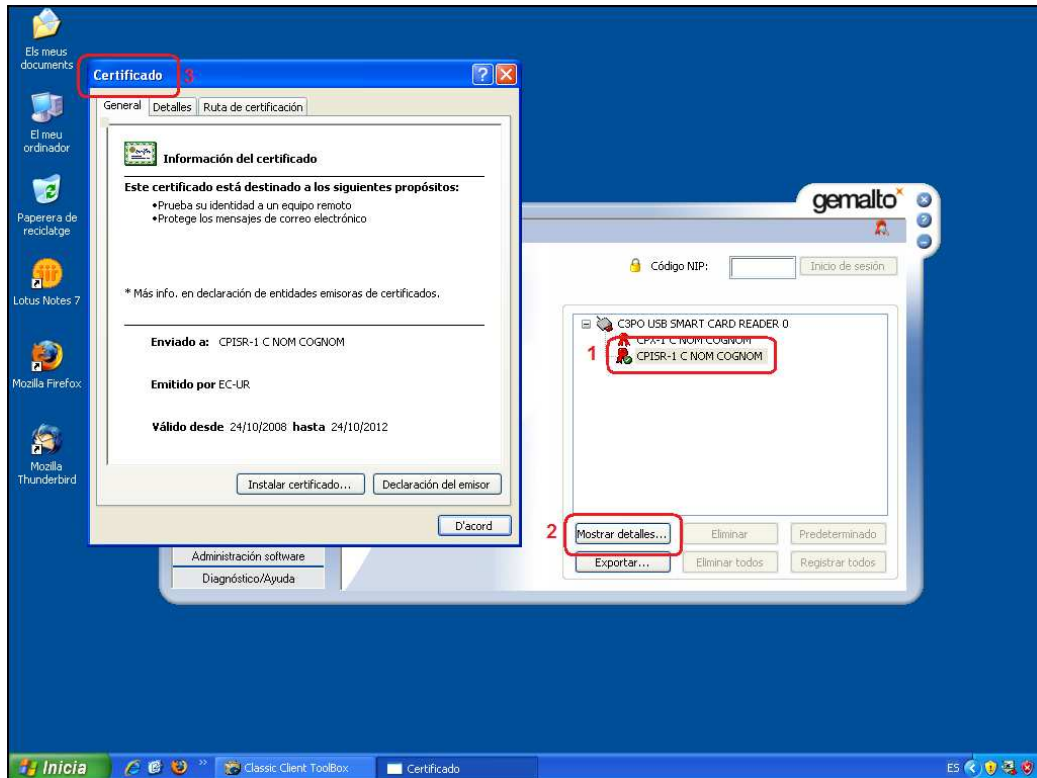 Els meus
documents
El meu
ordinador
Paperera de
reciclatge
Lotus Notes 7
Mozilla Firefox
Mozilla
Thunderbird
Certificado
3
General
Detalles
Ruta de certificación
Información del certificado
Este certificado está destinado a los siguientes propósitos:
•Prueba su identidad a un equipo remoto
•Protege los mensajes de correo electrónico
* Más info. en declaración de entidades emisoras de certificados.
Enviado a: CPISR-1 C NOM COGNOM
Emitido por EC-UR
Válido desde 24/10/2008 hasta 24/10/2012
Instalar certificado...
Declaración del emisor
D'acord
gemalto
Código NIP:
Inicio de sesión
C3PO USB SMART CARD READER 0
CPX-1 C NOM COGNOM
1
CPISR-1 C NOM COGNOM
2
Mostrar detalles...
Eliminar
Predeterminado
Exportar...
Eliminar todos
Registrar todos
Administración software
Diagnóstico/Ayuda
Inicia
»
Classic Client ToolBox
Certificado
ES